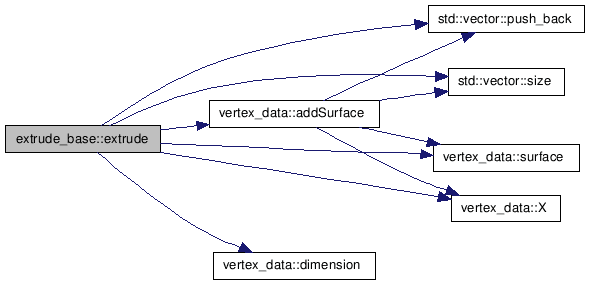 std::vector::push_back
std::vector::size
vertex_data::addSurface
extrude_base::extrude
vertex_data::surface
vertex_data::X
vertex_data::dimension